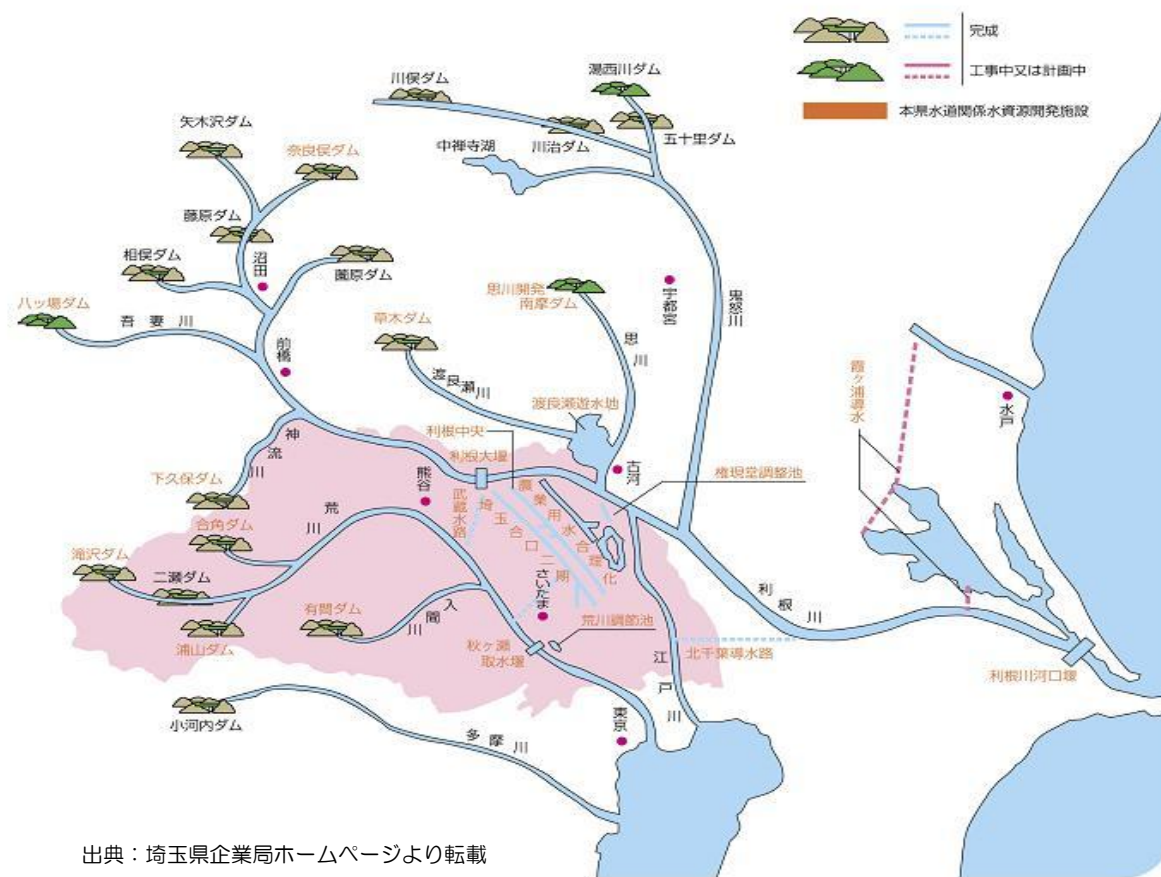 完成
工事中又は計画中
本県水道関係水資源開発施設
川俣ダム
湯西川ダム
矢木沢ダム
奈良俣ダム
中禅寺湖
川治ダム
五十里ダム
藤原ダム
相俣ダム
沼田
薗原ダム
八ッ場ダム
吾妻川
前橋
草木ダム
思川開発
南摩ダム
宇都宮
鬼怒川
思川
渡良瀬川
渡良瀬遊水地
霞ヶ浦導水
水戸
利根中央
利根大堰
神流川
下久保ダム
熊谷
古河
権現堂調整池
武蔵水路
農業用水合理化
埼玉合口二期
合角ダム
荒川
滝沢ダム
二瀬ダム
有間ダム
浦山ダム
入間川
さいたま
荒川調節池
秋ヶ瀬
取水堰
利根川
北千葉導水路
江戸川
利根川河口堰
小河内ダム
多摩川
東京
出典：埼玉県企業局ホームページより転載